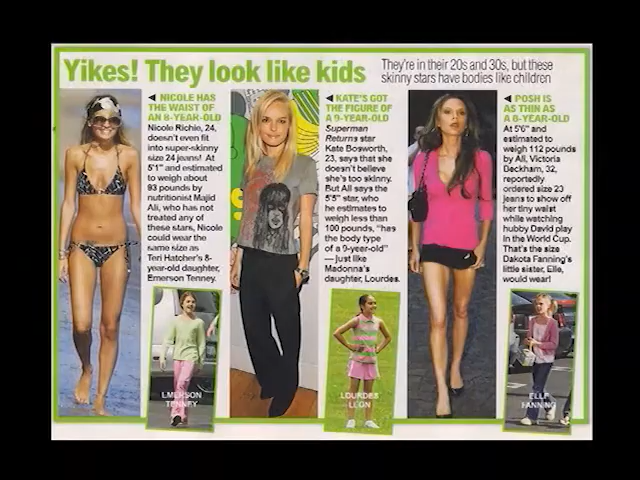 Yikes! They look like kids
They're in their 20s and 30s, but these
skinny stars have bodies like children
NICOLE HAS
THE WAIST OF
AN 8-YEAR-OLD
Nicole Richie, 24,
doesn't even fit
into super-skinny
size 24 jeans! At
5'1" and estimated
to weigh about
93 pounds by
nutritionist Majid
Ali, who has not
treated any of
these stars, Nicole
could wear the
same size as
Teri Hatcher's 8-
year-old daughter,
Emerson Tenney.
EMERSON
TENNEY
KATE'S GOT
THE FIGURE OF
A 9-YEAR-OLD
Superman
Returns star
Kate Bosworth,
23, says that she
doesn't believe
she's too skinny.
But Ali says the
5'5" star, who
he estimates to
weigh less than
100 pounds, "has
the body type
of a 9-year-old"
— just like
Madonna's
daughter, Lourdes.
LOURDES
LEON
POSH IS
AS THIN AS
A 8-YEAR-OLD
At 5'6" and
estimated to
weigh 112 pounds
by Ali, Victoria
Beckham, 32,
reportedly
ordered size 23
jeans to show off
her tiny waist
while watching
hubby David play
in the World Cup.
That's the size
Dakota Fanning's
little sister, Elle,
would wear!
ELLE
FANNING